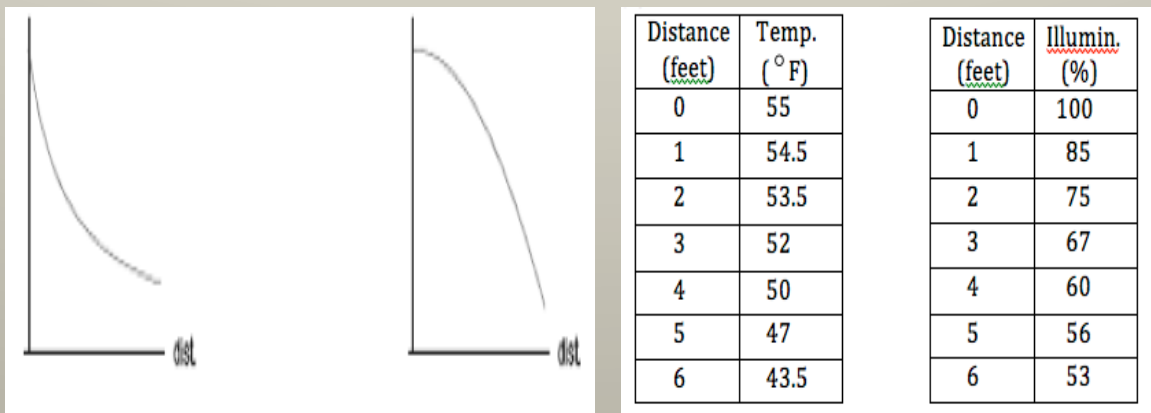 dist.
dist.
Distance Temp.
(feet) (°F)
0 55
1 54.5
2 53.5
3 52
4 50
5 47
6 43.5
Distance Illumin.
(feet) (%)
0 100
1 85
2 75
3 67
4 60
5 56
6 53